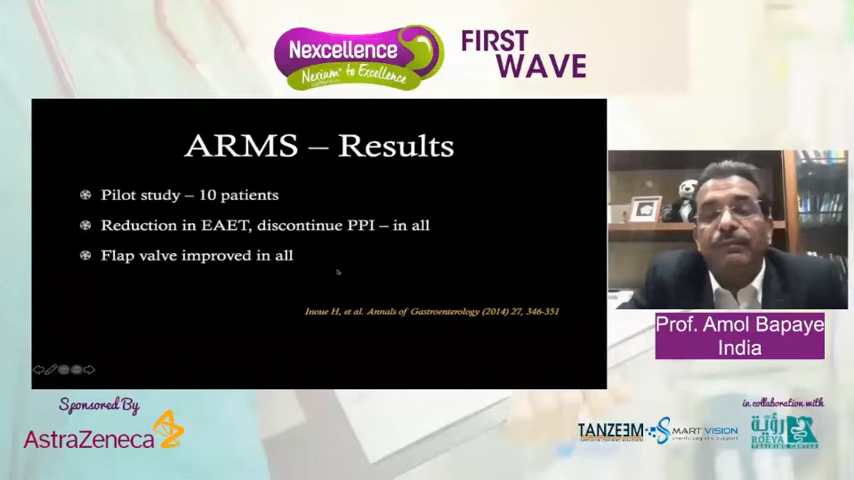 Nexcellence
Nexium to Excellence
FIRST
WAVE
ARMS – Results
Pilot study – 10 patients
Reduction in EAET, discontinue PPI – in all
Flap valve improved in all
Inoue H, et al. Annals of Gastroenterology (2014) 27, 346-351
Prof. Amol Bapaye
India
Sponsored By
AstraZeneca
in collaboration with
TANZEEM
SMART VISION
رؤية
ROEYA
TRAINING CENTER